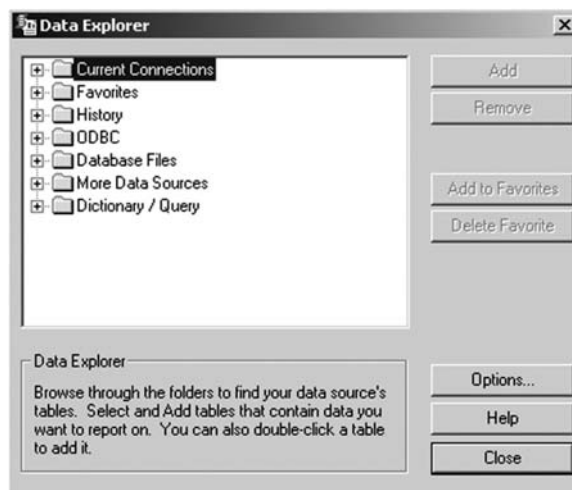 Data Explorer
Current Connections
Favorites
History
ODBC
Database Files
More Data Sources
Dictionary / Query
Add
Remove
Add to Favorites
Delete Favorite
Data Explorer
Browse through the folders to find your data source's
tables. Select and Add tables that contain data you
want to report on. You can also double-click a table
to add it.
Options...
Help
Close